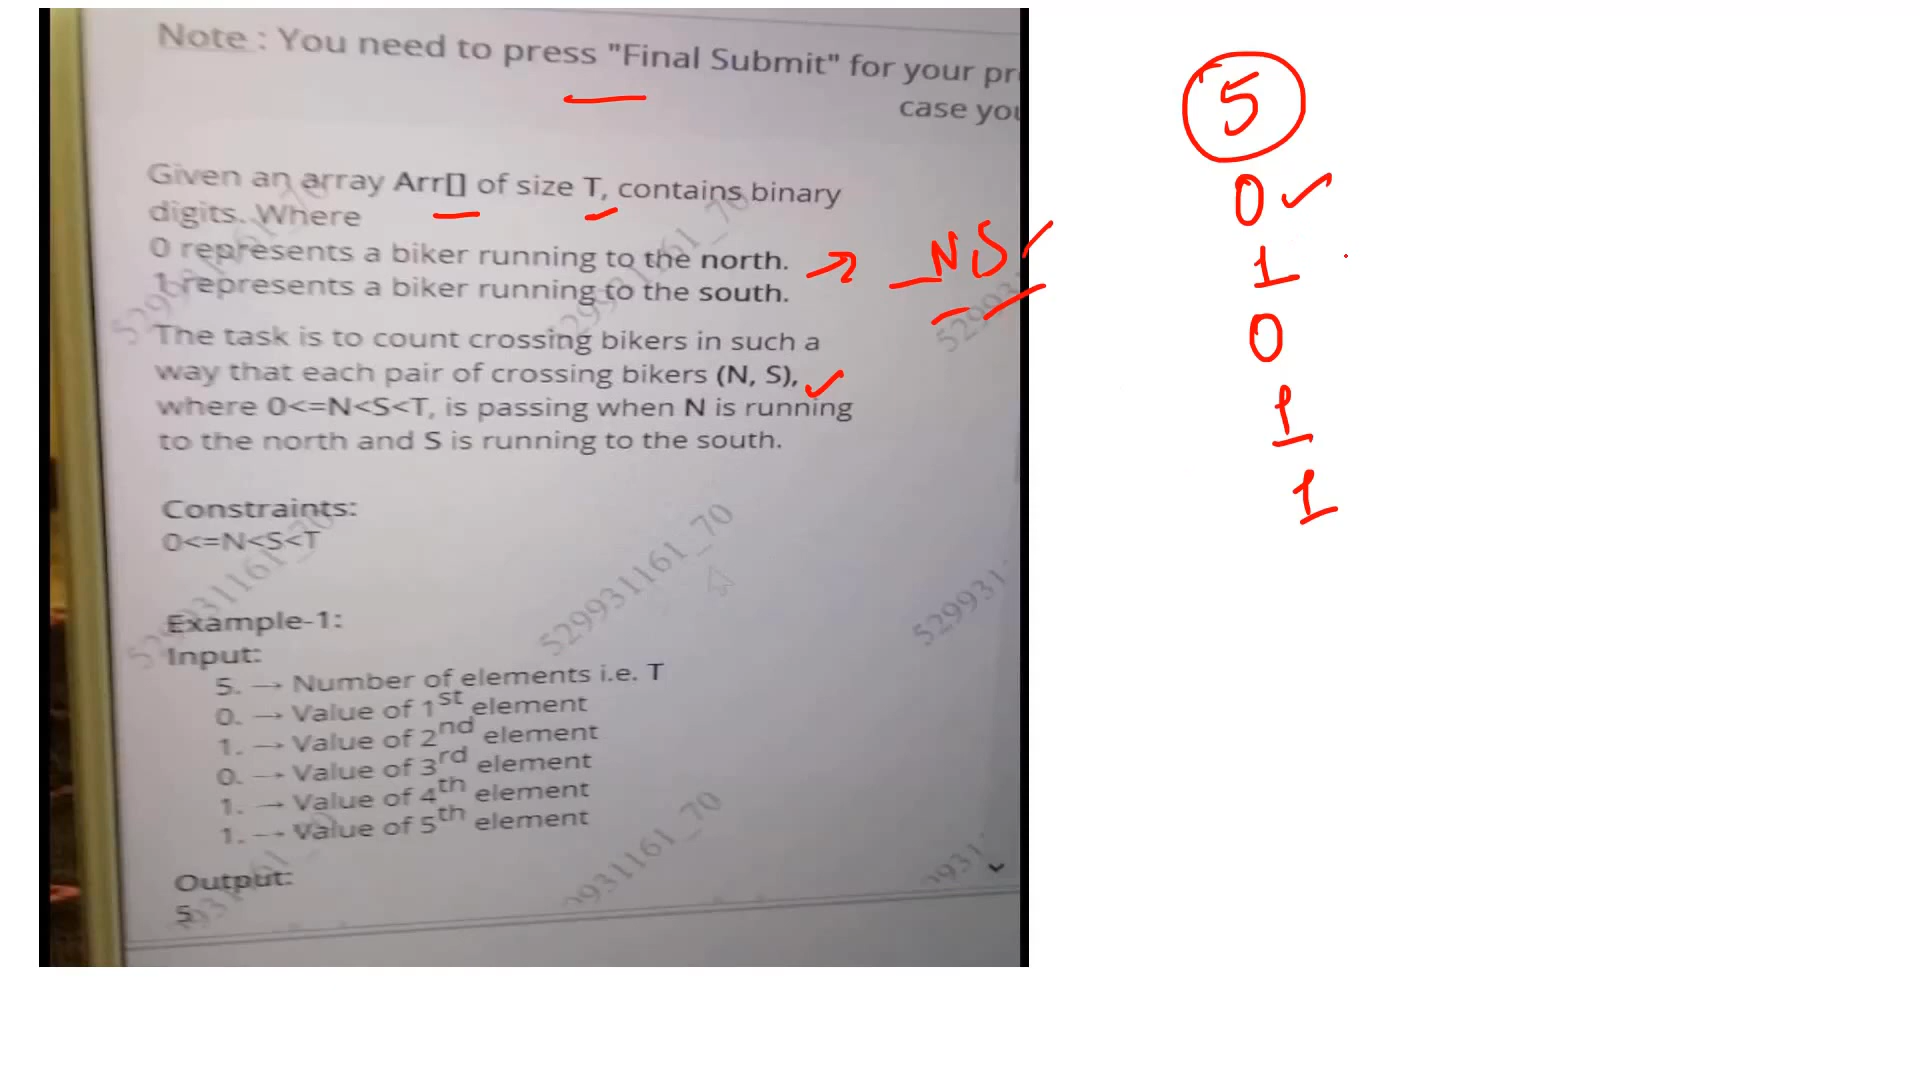 Note : You need to press "Final Submit" for your pr
case you
Given an array Arr[] of size T, contains binary
digits. Where
0 represents a biker running to the north.
1 represents a biker running to the south.
The task is to count crossing bikers in such a
way that each pair of crossing bikers (N, S),
where 0<=N<S<T, is passing when N is running
to the north and S is running to the south.
Constraints:
0<=N<S<T
Example-1:
Input:
5. → Number of elements i.e. T
0. → Value of 1st element
1. → Value of 2nd element
0. → Value of 3rd element
1. → Value of 4th element
1. → Value of 5th element
Output:
5
NS
5
0
1
0
1
1
529931161_70
529931161_70